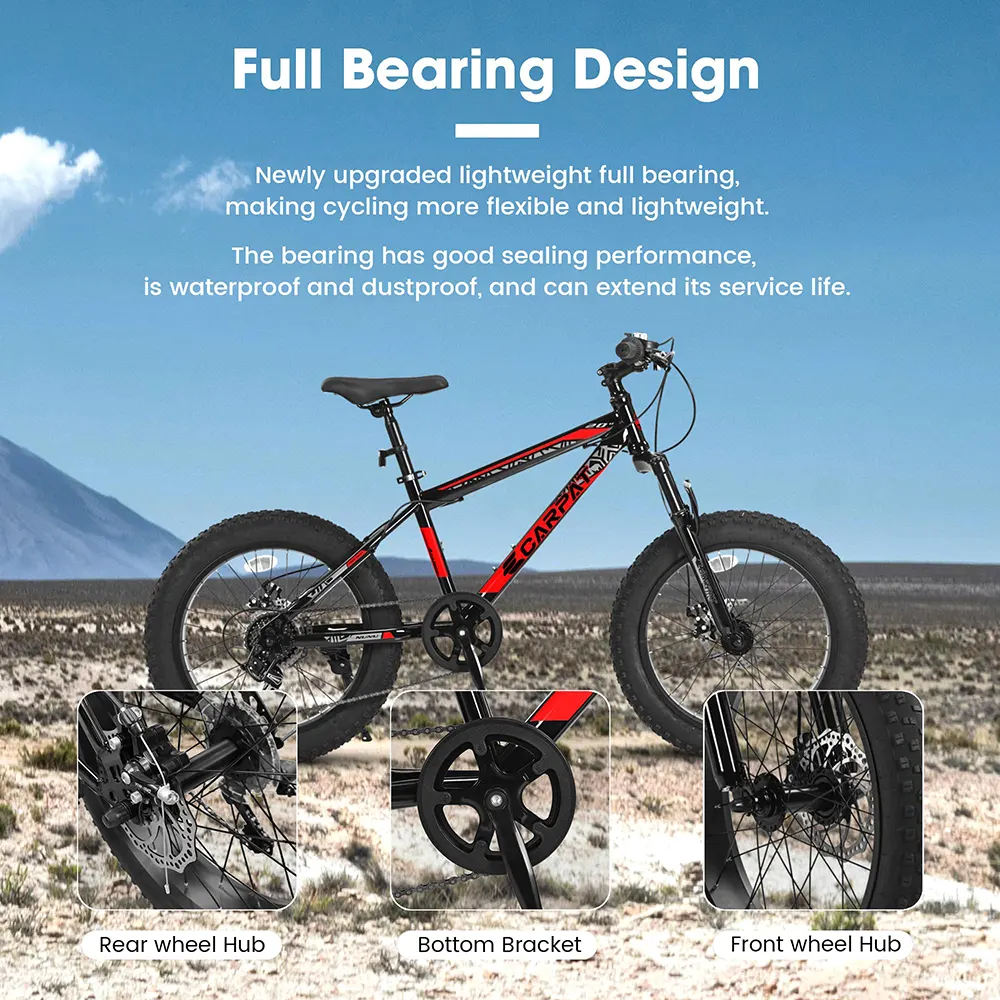 Full Bearing Design
Newly upgraded lightweight full bearing,
making cycling more flexible and lightweight.
The bearing has good sealing performance,
is waterproof and dustproof, and can extend its service life.
20"
ECARPAT
Rear wheel Hub
Bottom Bracket
Front wheel Hub